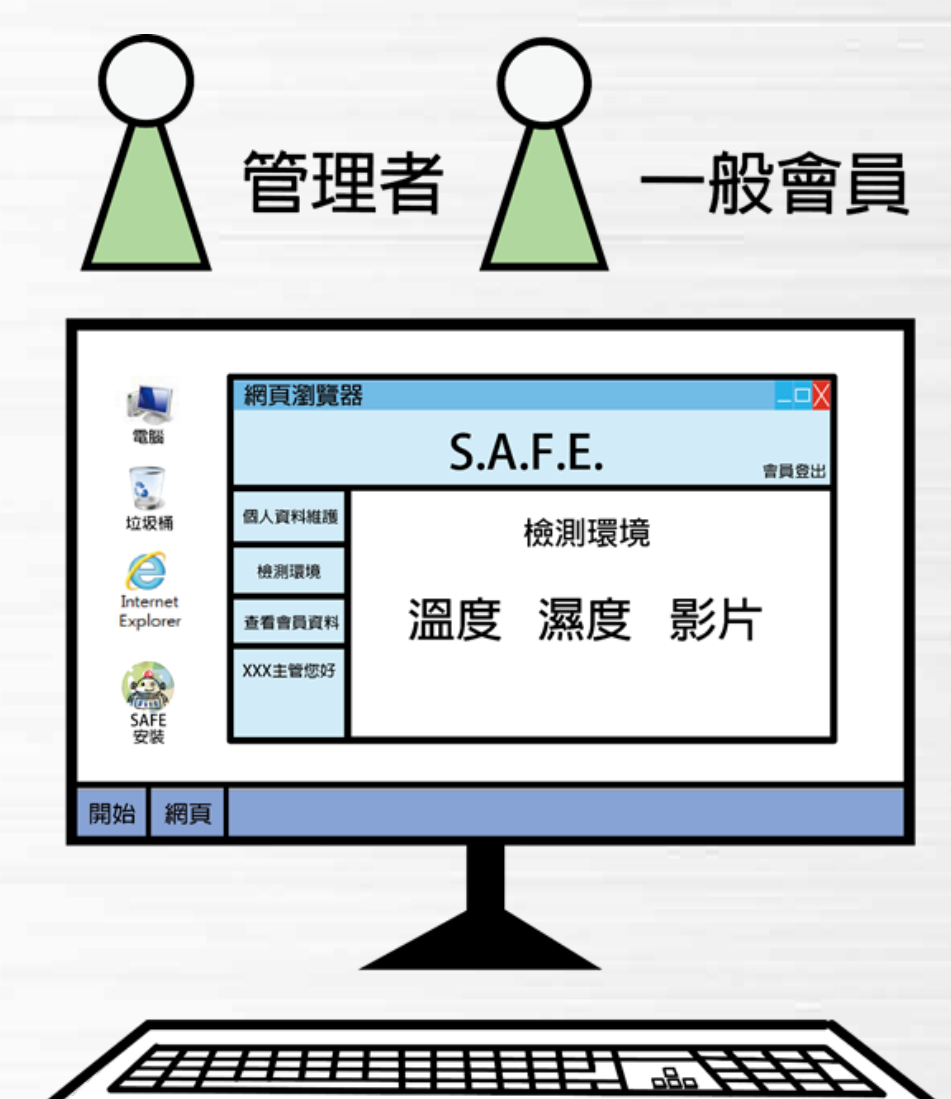 管理者
一般會員
電腦
垃圾桶
Internet
Explorer
SAFE
安裝
網頁瀏覽器
S.A.F.E.
會員登出
個人資料維護
檢測環境
查看會員資料
XXX主管您好
檢測環境
溫度 濕度 影片
開始
網頁